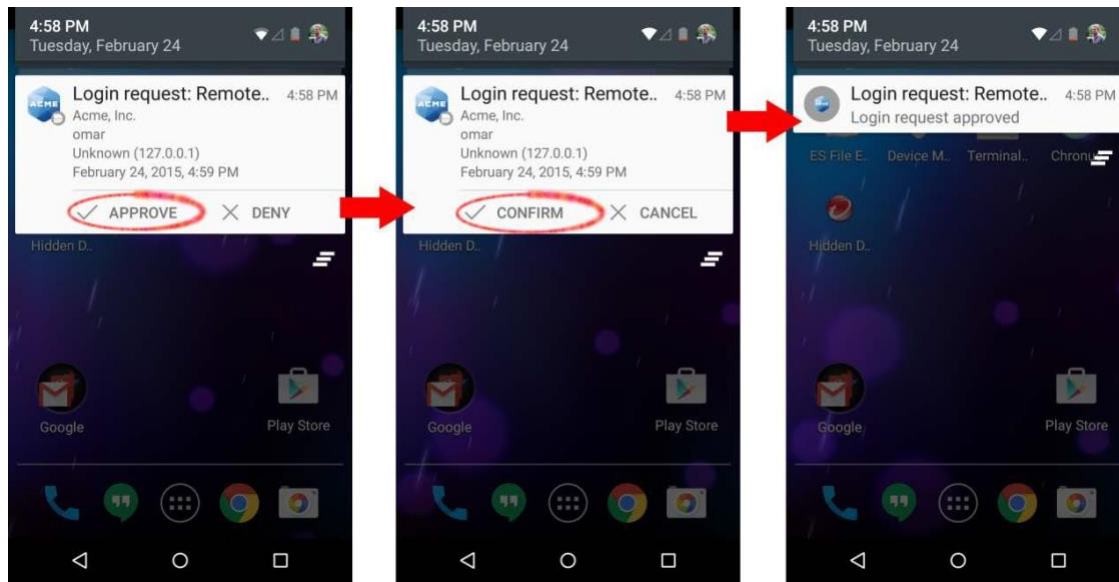 4:58 PM
Tuesday, February 24
ACME
Login request: Remote.. 4:58 PM
Acme, Inc.
omar
Unknown (127.0.0.1)
February 24, 2015, 4:59 PM
APPROVE DENY
Hidden D..
Google Play Store
4:58 PM
Tuesday, February 24
ACME
Login request: Remote.. 4:58 PM
Acme, Inc.
omar
Unknown (127.0.0.1)
February 24, 2015, 4:59 PM
CONFIRM CANCEL
Hidden D..
Google Play Store
4:58 PM
Tuesday, February 24
Login request: Remote.. 4:58 PM
Login request approved
ES File E.. Device M.. Terminal..
Hidden D..
Google Play Store